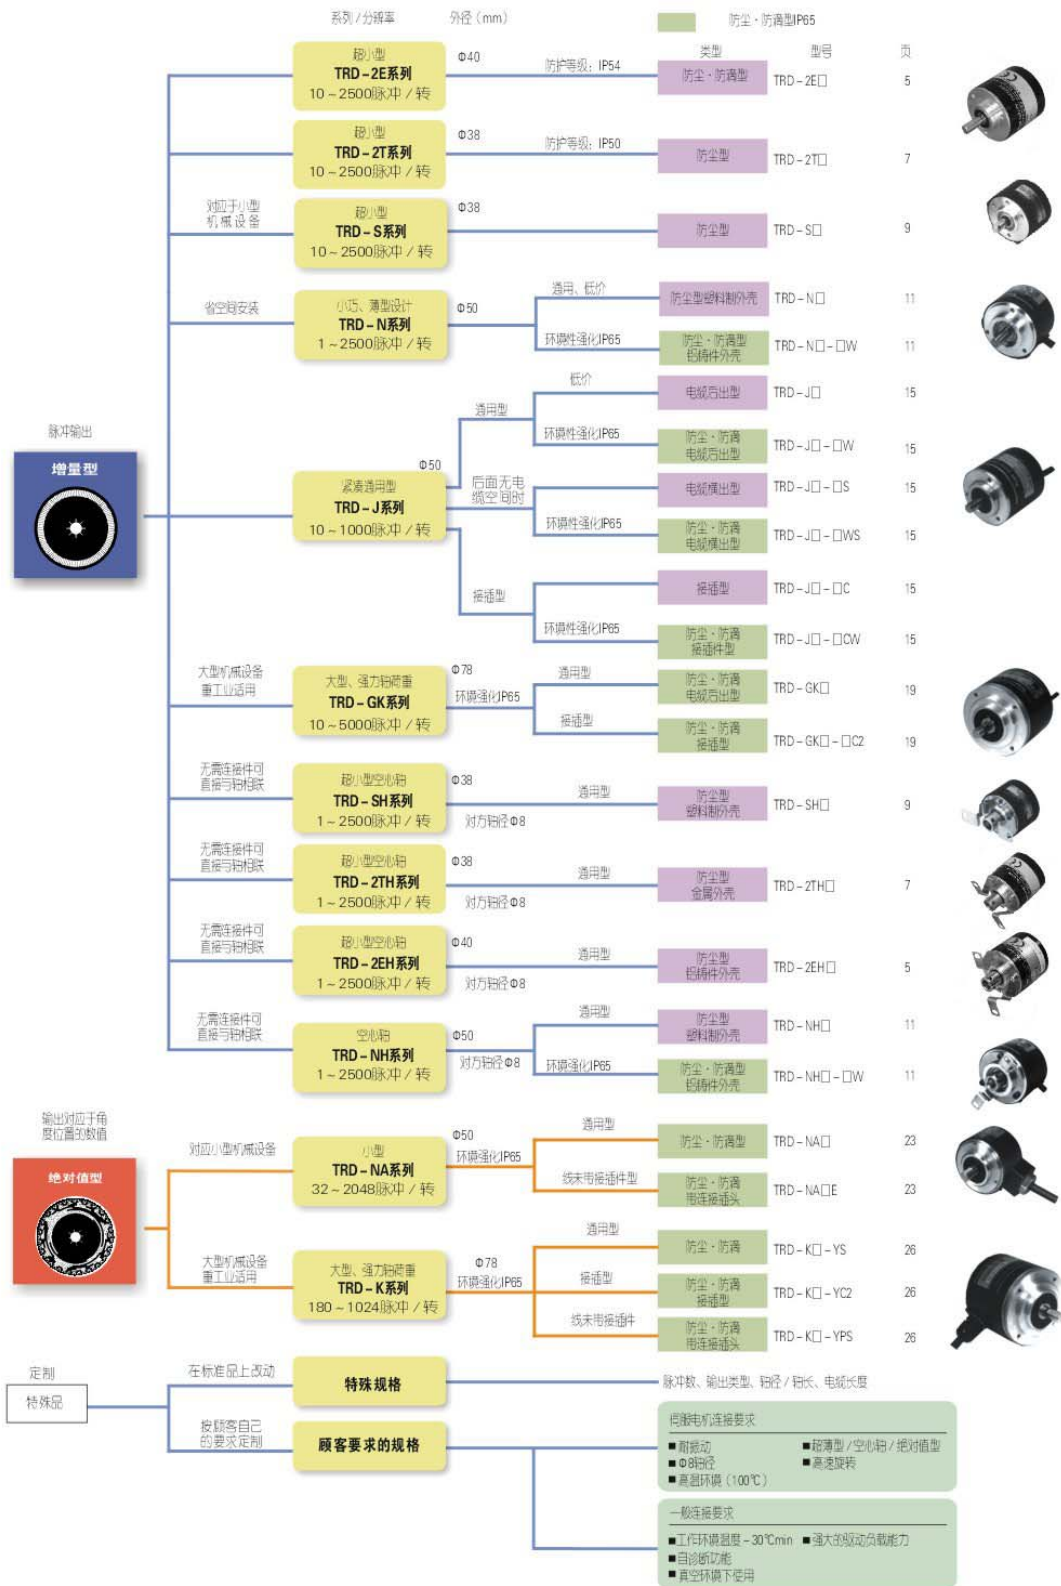 系列 / 分辨率
外径 (mm)
防尘・防滴型IP65
类型
型号
页
超小型
TRD－2E系列
10～2500脉冲 / 转
Φ40
防护等级: IP54
防尘・防滴型
TRD－2E□
5
超小型
TRD－2T系列
10～2500脉冲 / 转
Φ38
防护等级: IP50
防尘型
TRD－2T□
7
对应于小型
机械设备
超小型
TRD－S系列
10～2500脉冲 / 转
Φ38
防尘型
TRD－S□
9
省空间安装
小巧、薄型设计
TRD－N系列
1～2500脉冲 / 转
Φ50
通用、低价
防尘型塑料制外壳
TRD－N□
11
环境性强化IP65
防尘・防滴型
铝铸件外壳
TRD－N□－□W
11
脉冲输出
增量型
紧凑通用型
TRD－J系列
10～1000脉冲 / 转
Φ50
通用型
低价
电缆后出型
TRD－J□
15
环境性强化IP65
防尘・防滴
电缆后出型
TRD－J□－□W
15
后面无电
缆空间时
电缆横出型
TRD－J□－□S
15
环境性强化IP65
防尘・防滴
电缆横出型
TRD－J□－□WS
15
接插型
接插型
TRD－J□－□C
15
环境性强化IP65
防尘・防滴
接插件型
TRD－J□－□CW
15
大型机械设备
重工业适用
大型、强力轴荷重
TRD－GK系列
10～5000脉冲 / 转
Φ78
环境强化IP65
通用型
防尘・防滴
电缆后出型
TRD－GK□
19
接插型
防尘・防滴
接插型
TRD－GK□－□C2
19
无需连接件可
直接与轴相联
超小型空心轴
TRD－SH系列
1～2500脉冲 / 转
Φ38
对方轴径Φ8
通用型
防尘型
塑料制外壳
TRD－SH□
9
无需连接件可
直接与轴相联
超小型空心轴
TRD－2TH系列
1～2500脉冲 / 转
Φ38
对方轴径Φ8
通用型
防尘型
金属外壳
TRD－2TH□
7
无需连接件可
直接与轴相联
超小型空心轴
TRD－2EH系列
1～2500脉冲 / 转
Φ40
对方轴径Φ8
通用型
防尘型
铝铸件外壳
TRD－2EH□
5
无需连接件可
直接与轴相联
空心轴
TRD－NH系列
1～2500脉冲 / 转
Φ50
对方轴径Φ8
通用型
防尘型
塑料制外壳
TRD－NH□
11
环境强化IP65
防尘・防滴型
铝铸件外壳
TRD－NH□－□W
11
输出对应于角
度位置的数值
绝对值型
对应小型机械设备
小型
TRD－NA系列
32～2048脉冲 / 转
Φ50
环境强化IP65
通用型
防尘・防滴型
TRD－NA□
23
线未带接插件型
防尘・防滴
带连接插头
TRD－NA□E
23
大型机械设备
重工业适用
大型、强力轴荷重
TRD－K系列
180～1024脉冲 / 转
Φ78
环境强化IP65
通用型
防尘・防滴
TRD－K□－YS
26
接插型
防尘・防滴
接插型
TRD－K□－YC2
26
线未带接插件
防尘・防滴
带连接插头
TRD－K□－YPS
26
定制
特殊品
在标准品上改动
特殊规格
脉冲数、输出类型、轴径 / 轴长、电缆长度
按顾客自己
的要求定制
顾客要求的规格
伺服电机连接要求
■耐振动
■超薄型 / 空心轴 / 绝对值型
■Φ8轴径
■高速旋转
■高温环境（100℃）
一般连接要求
■工作环境温度－30℃min
■强大的驱动负载能力
■自诊断功能
■真空环境下使用